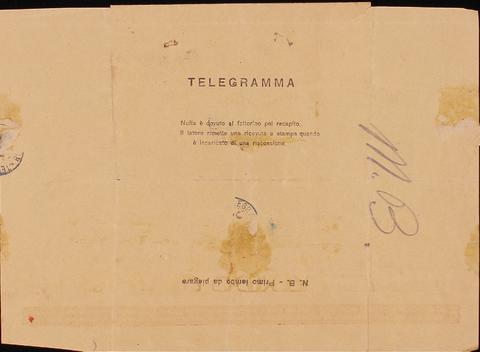 TELEGRAMMA
Nulla è dovuto al fattorino pel recapito.
Il latore rimette una ricevuta a stampa quando
è incaricato di una riscossione
M. B
N. B. - Primo lembo da piegare